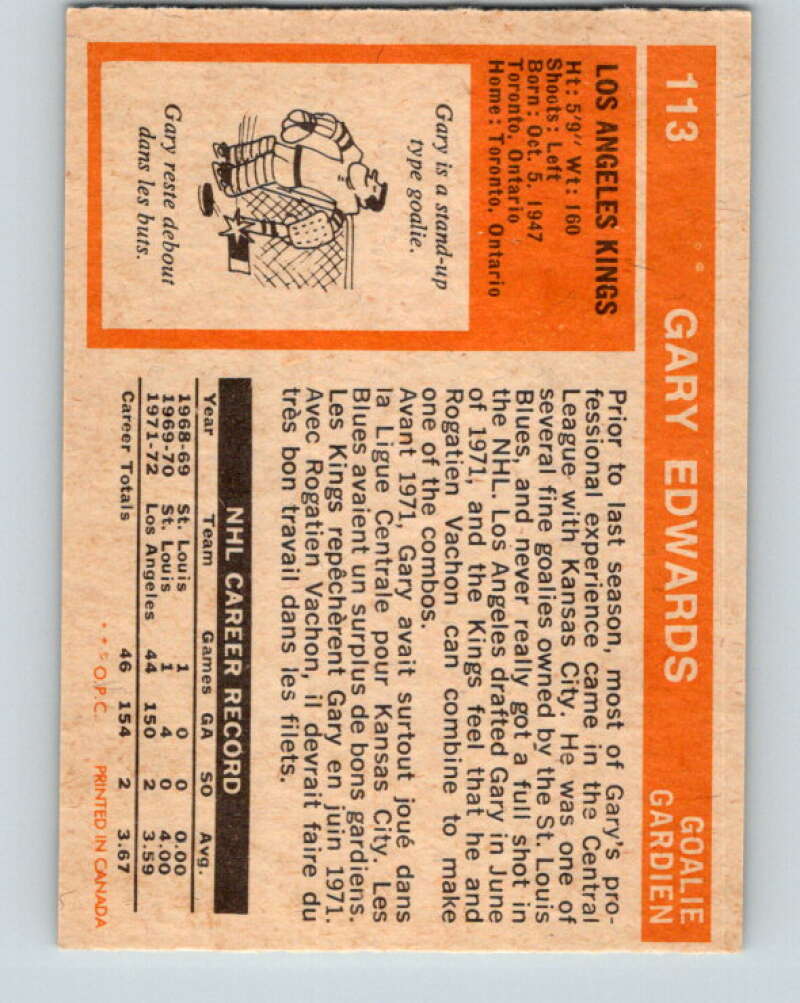 113 GARY EDWARDS GOALIE
GARDIEN
LOS ANGELES KINGS
Ht: 5'9" Wt: 160
Shoots: Left
Born: Oct. 5, 1947
Toronto, Ontario
Home: Toronto, Ontario
Gary is a stand-up
type goalie.
Gary reste debout
dans les buts.
Prior to last season, most of Gary's pro-
fessional experience came in the Central
League with Kansas City. He was one of
several fine goalies owned by the St. Louis
Blues, and never really got a full shot in
the NHL. Los Angeles drafted Gary in June
of 1971, and the Kings feel that he and
Rogatien Vachon can combine to make
one of the combos.
Avant 1971, Gary avait surtout joué dans
la Ligue Centrale pour Kansas City. Les
Blues avaient un surplus de bons gardiens.
Les Kings repêchèrent Gary en juin 1971.
Avec Rogatien Vachon, il devrait faire du
très bon travail dans les filets.
NHL CAREER RECORD
Year Team Games GA SO Avg.
1968-69 St. Louis 1 0 0 0.00
1969-70 St. Louis 1 4 0 4.00
1971-72 Los Angeles 44 150 2 3.59
Career Totals 46 154 2 3.67
**© O.P.C. PRINTED IN CANADA